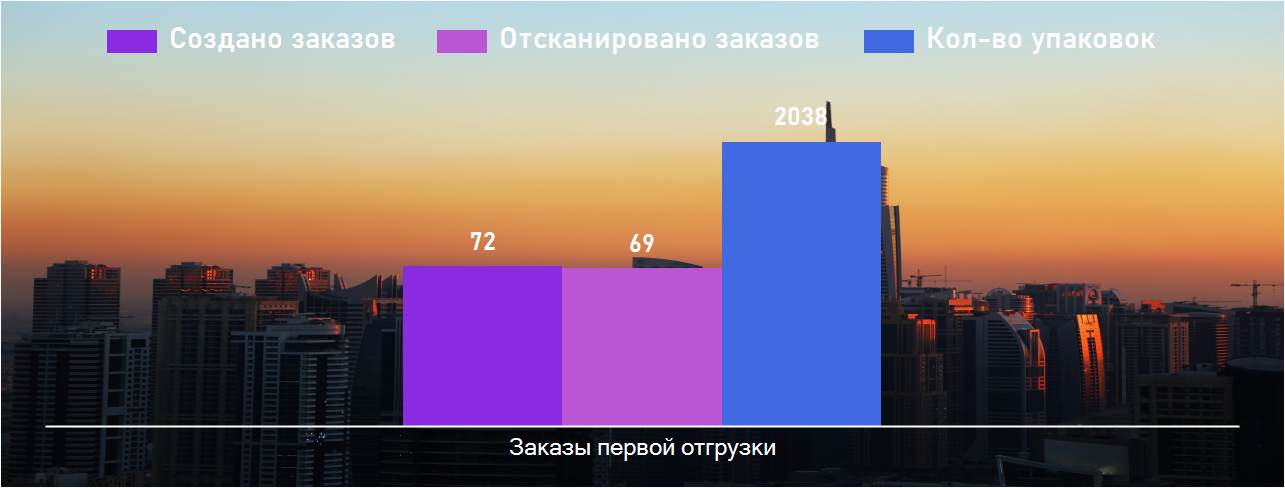 Создано заказов Отсканировано заказов Кол-во упаковок
2038
72 69
Заказы первой отгрузки